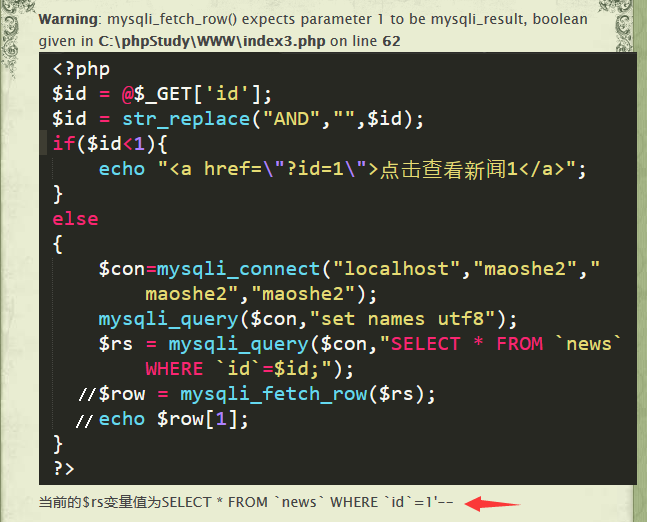 Warning: mysqli_fetch_row() expects parameter 1 to be mysqli_result, boolean
given in C:\phpStudy\WWW\index3.php on line 62
<?php
$id = @$_GET['id'];
$id = str_replace("AND","",$id);
if($id<1){
echo "<a href=\"?id=1\">点击查看新闻1</a>";
}
else
{
$con=mysqli_connect("localhost","maoshe2","
maoshe2","maoshe2");
mysqli_query($con,"set names utf8");
$rs = mysqli_query($con,"SELECT * FROM `news`
WHERE `id`=$id;");
//$row = mysqli_fetch_row($rs);
//echo $row[1];
}
?>
当前的$rs变量值为SELECT * FROM `news` WHERE `id`=1'--